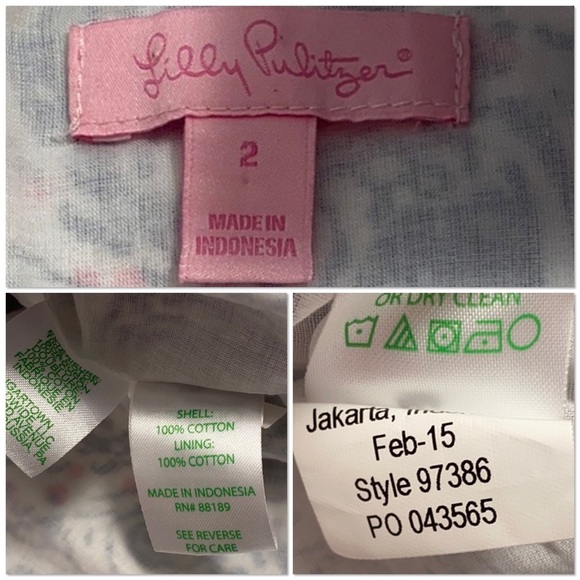 Lilly Pulitzer®
2
MADE IN
INDONESIA
SHELL:
100% COTTON
LINING:
100% COTTON
MADE IN INDONESIA
RN# 88189
SEE REVERSE
FOR CARE
OR DRY CLEAN
Jakarta,
Feb-15
Style 97386
PO 043565